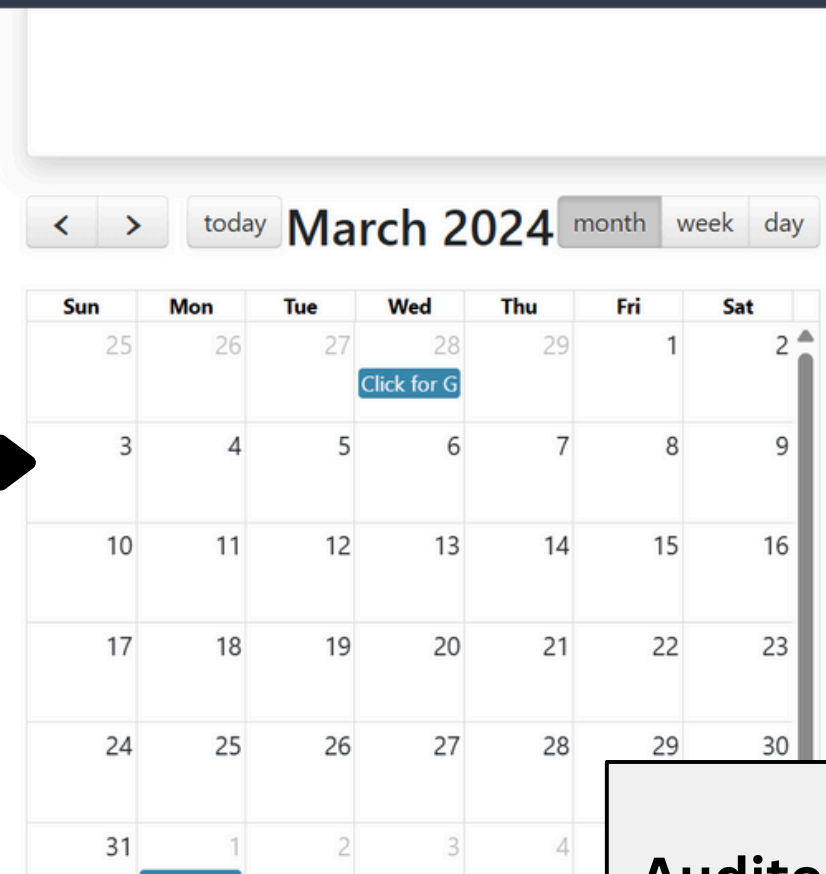 < > today March 2024 month week day
Sun Mon Tue Wed Thu Fri Sat
25 26 27 28 29 1 2
Click for G
3 4 5 6 7 8 9
10 11 12 13 14 15 16
17 18 19 20 21 22 23
24 25 26 27 28 29 30
31 1 2 3 4